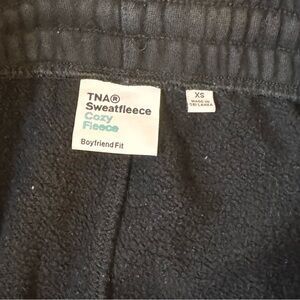 TNA®
Sweatfleece
Cozy
Fleece
Boyfriend Fit
XS
MADE IN
SRI LANKA